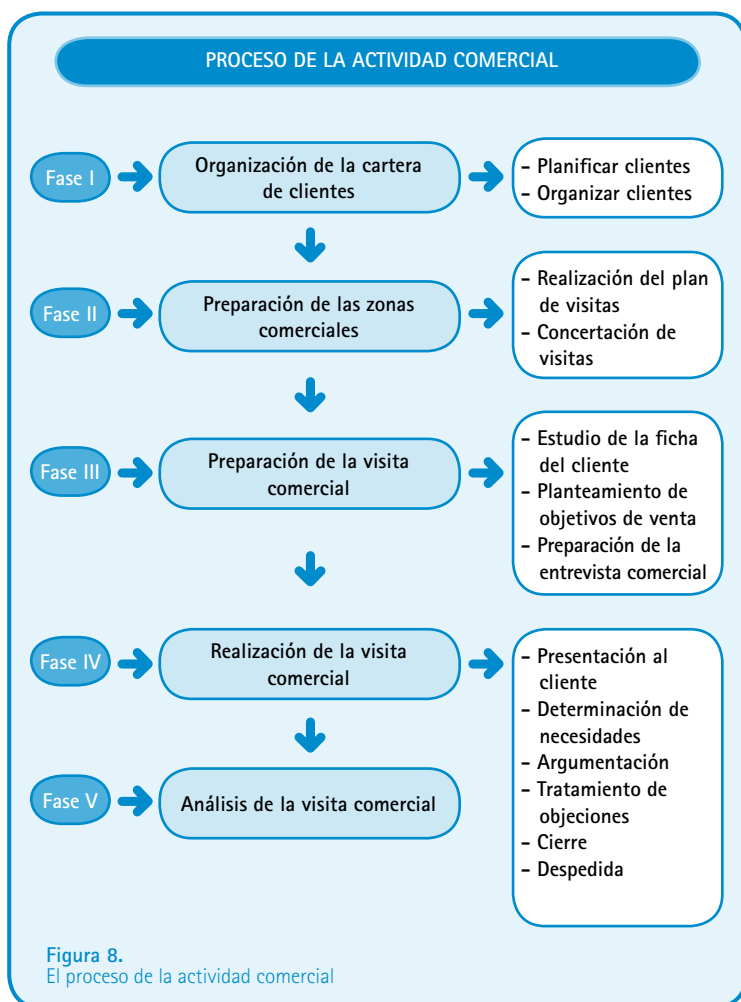 PROCESO DE LA ACTIVIDAD COMERCIAL
Fase I
Organización de la cartera
de clientes
- Planificar clientes
- Organizar clientes
Fase II
Preparación de las zonas
comerciales
- Realización del plan
de visitas
- Concertación de
visitas
Fase III
Preparación de la visita
comercial
- Estudio de la ficha
del cliente
- Planteamiento de
objetivos de venta
- Preparación de la
entrevista comercial
Fase IV
Realización de la visita
comercial
- Presentación al
cliente
- Determinación de
necesidades
- Argumentación
- Tratamiento de
objeciones
- Cierre
- Despedida
Fase V
Análisis de la visita comercial
Figura 8.
El proceso de la actividad comercial